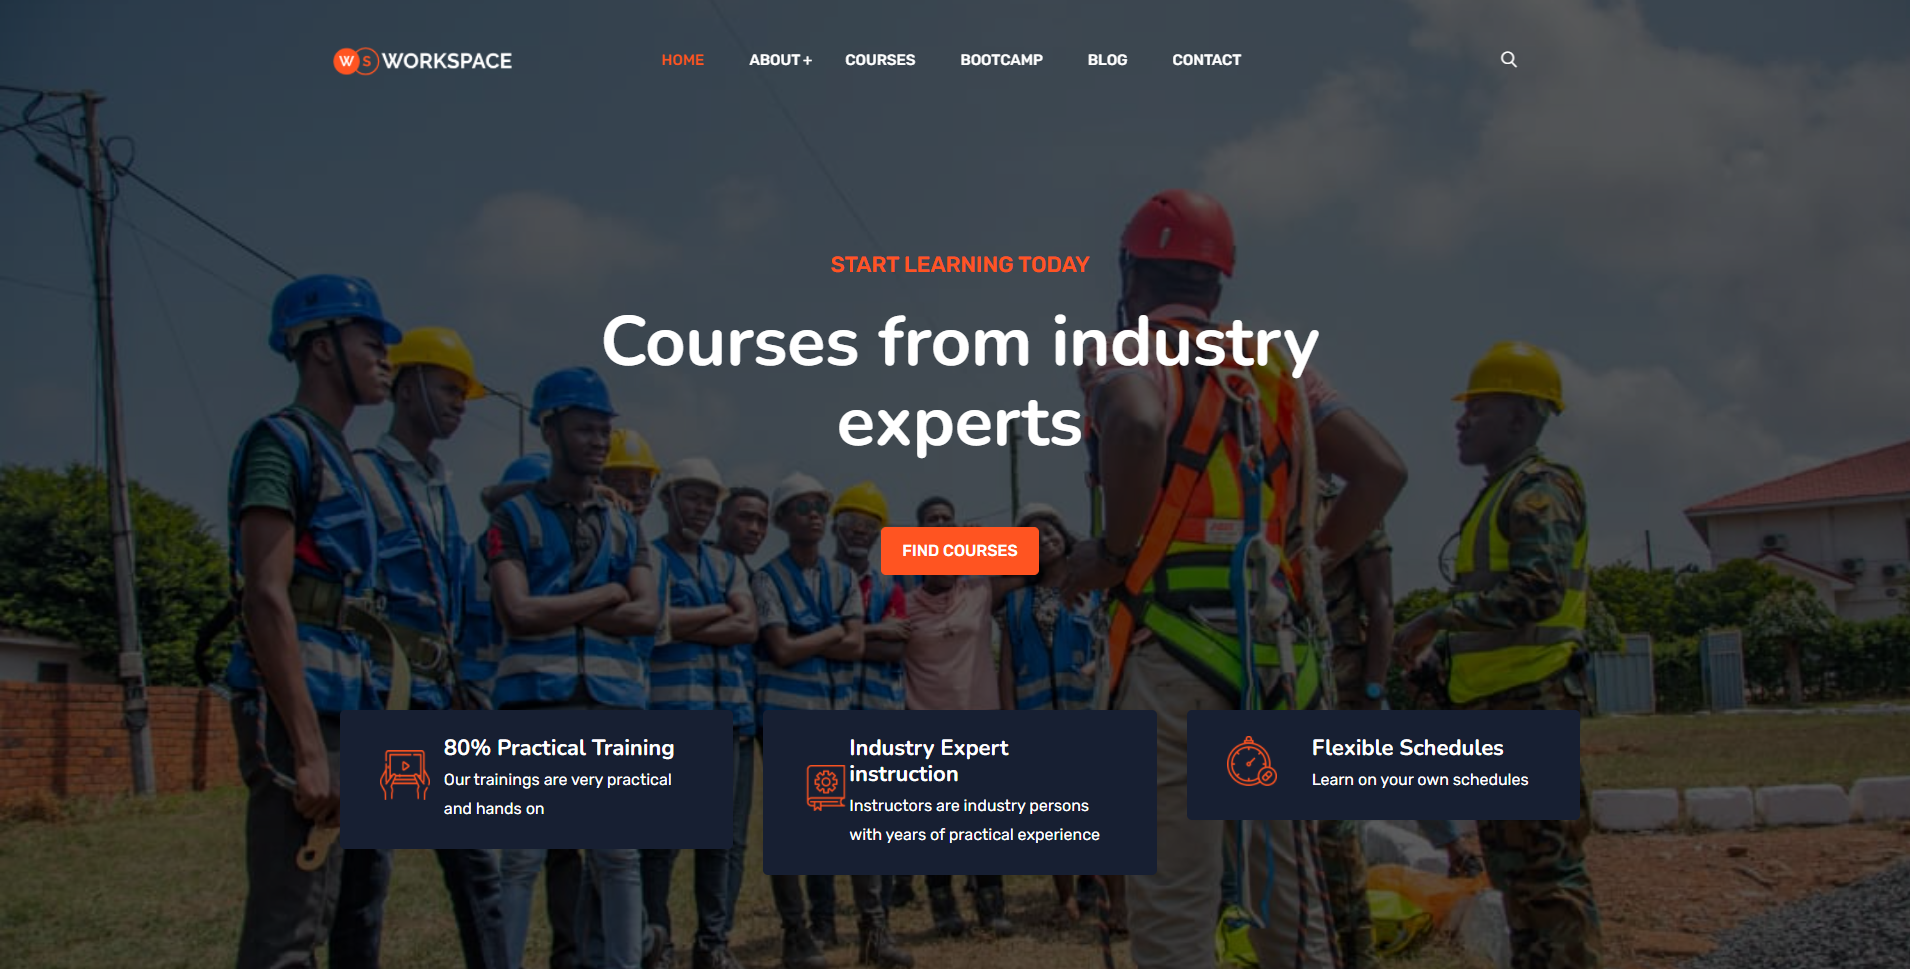 WS WORKSPACE
HOME ABOUT + COURSES BOOTCAMP BLOG CONTACT
START LEARNING TODAY
Courses from industry
experts
FIND COURSES
80% Practical Training
Our trainings are very practical
and hands on
Industry Expert
instruction
Instructors are industry persons
with years of practical experience
Flexible Schedules
Learn on your own schedules